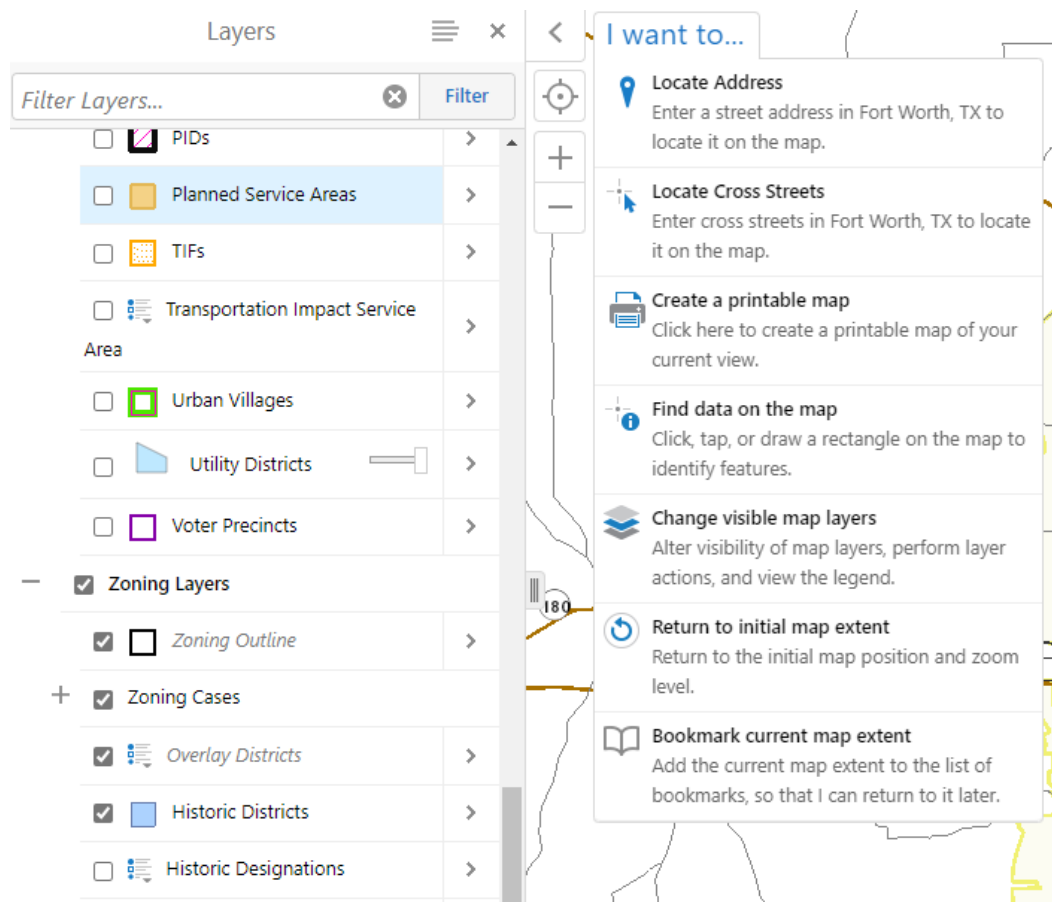 Layers
Filter Layers...
Filter
PIDs
Planned Service Areas
TIFs
Transportation Impact Service
Area
Urban Villages
Utility Districts
Voter Precincts
Zoning Layers
Zoning Outline
Zoning Cases
Overlay Districts
Historic Districts
Historic Designations
I want to...
Locate Address
Enter a street address in Fort Worth, TX to
locate it on the map.
Locate Cross Streets
Enter cross streets in Fort Worth, TX to locate
it on the map.
Create a printable map
Click here to create a printable map of your
current view.
Find data on the map
Click, tap, or draw a rectangle on the map to
identify features.
Change visible map layers
Alter visibility of map layers, perform layer
actions, and view the legend.
Return to initial map extent
Return to the initial map position and zoom
level.
Bookmark current map extent
Add the current map extent to the list of
bookmarks, so that I can return to it later.
180